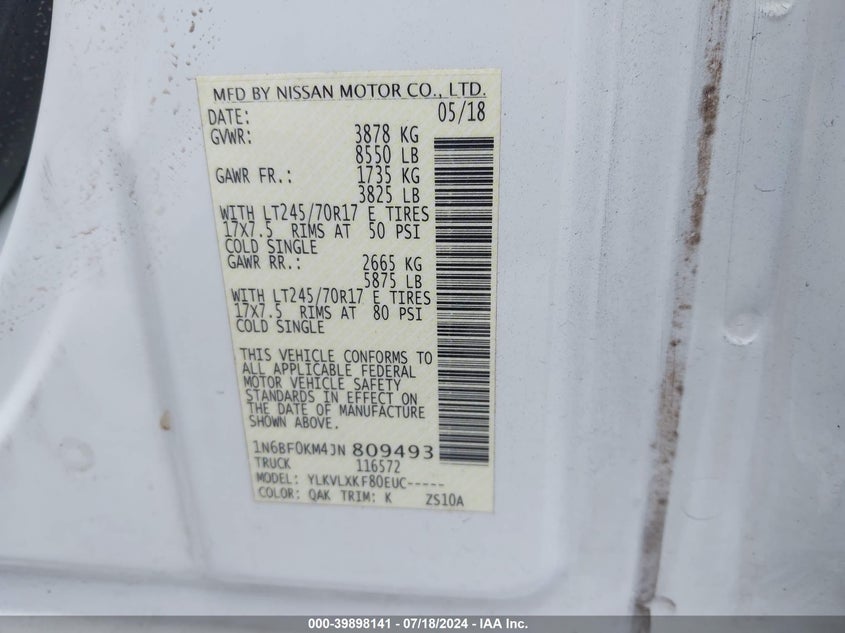 MFD BY NISSAN MOTOR CO., LTD.
DATE: 05/18
GVWR: 3878 KG
8550 LB
GAWR FR.: 1735 KG
3825 LB
WITH LT245/70R17 E TIRES
17X7.5 RIMS AT 50 PSI
COLD SINGLE
GAWR RR.: 2665 KG
5875 LB
WITH LT245/70R17 E TIRES
17X7.5 RIMS AT 80 PSI
COLD SINGLE
THIS VEHICLE CONFORMS TO
ALL APPLICABLE FEDERAL
MOTOR VEHICLE SAFETY
STANDARDS IN EFFECT ON
THE DATE OF MANUFACTURE
SHOWN ABOVE.
1N6BF0KM4JN 809493
TRUCK 116572
MODEL: YLKVLXKF80EUC-----
COLOR: QAK TRIM: K ZS10A
000-39898141 - 07/18/2024 - IAA Inc.